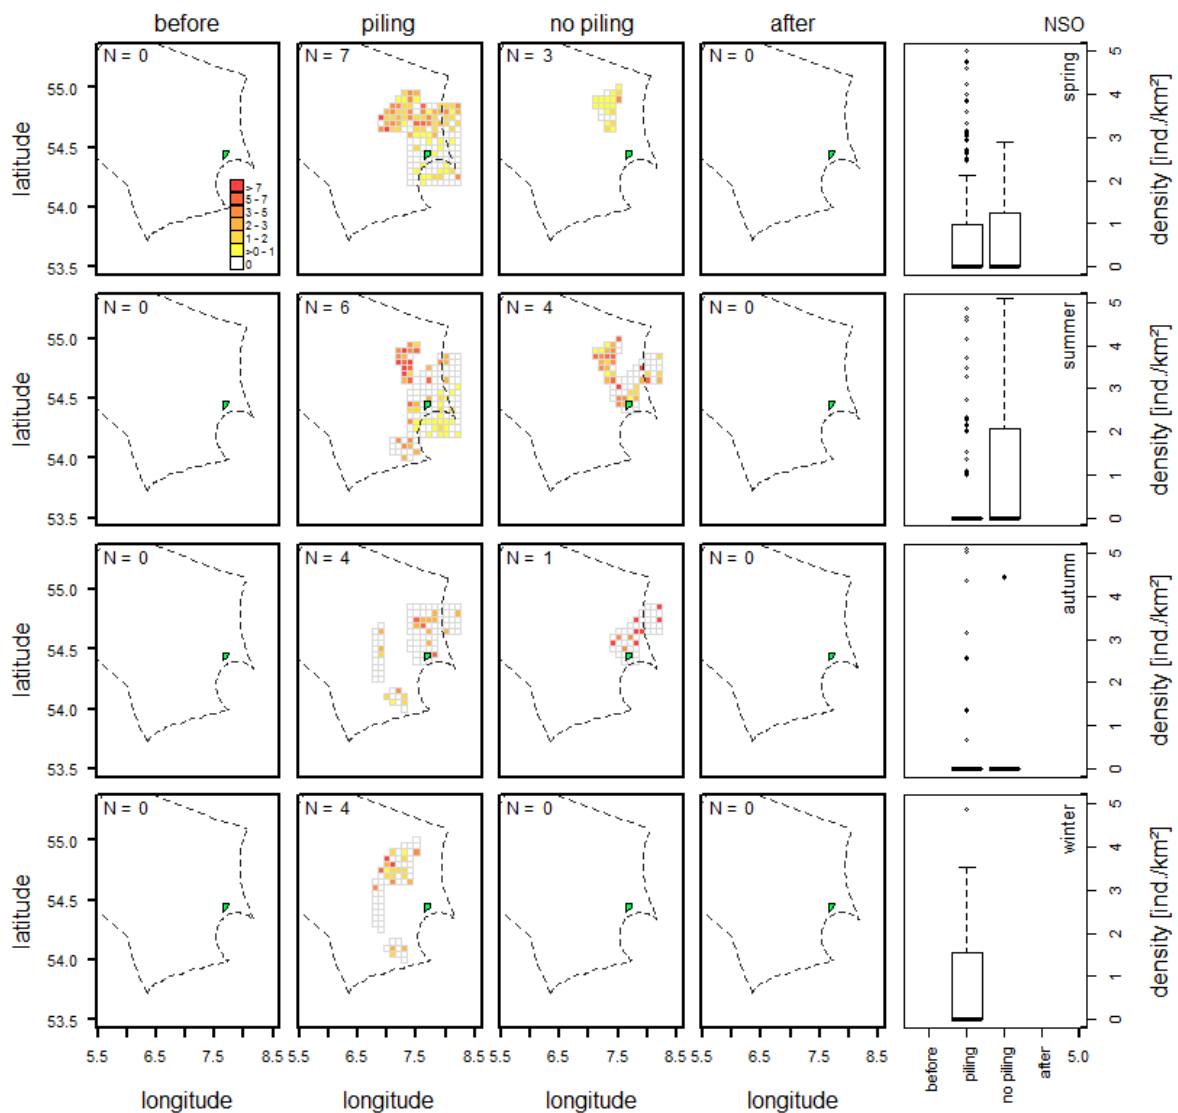 before piling no piling after NSO
N = 0 N = 7 N = 3 N = 0 spring
latitude 55.0 54.5 54.0 53.5
> 7
5 - 7
3 - 5
2 - 3
1 - 2
>0 - 1
0
5 4 3 2 1 0 density [ind./km²]
N = 0 N = 6 N = 4 N = 0 summer
latitude 55.0 54.5 54.0 53.5
5 4 3 2 1 0 density [ind./km²]
N = 0 N = 4 N = 1 N = 0 autumn
latitude 55.0 54.5 54.0 53.5
5 4 3 2 1 0 density [ind./km²]
N = 0 N = 4 N = 0 N = 0 winter
latitude 55.0 54.5 54.0 53.5
5 4 3 2 1 0 density [ind./km²]
5.5 6.5 7.5 8.5 5.5 6.5 7.5 8.5 5.5 6.5 7.5 8.5 5.5 6.5 7.5 8.5 before piling no piling after 5.0
longitude longitude longitude longitude